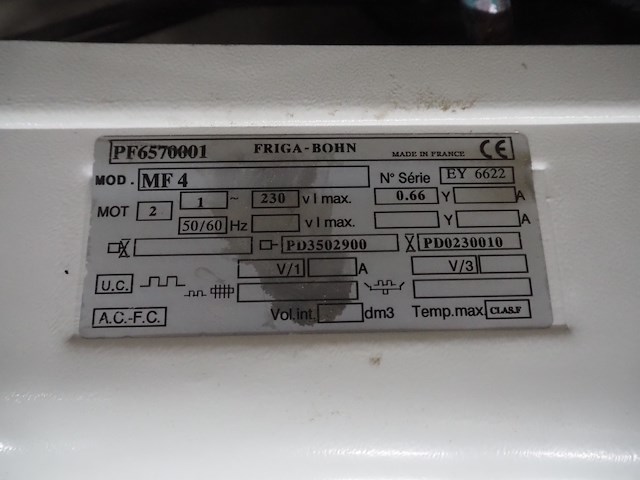 PF6570001 FRIGA-BOHN MADE IN FRANCE CE
MOD. MF 4 N° Série EY 6622
MOT 2 1 ~ 230 v I max. 0.66 Y A
50/60 Hz v I max. Y A
PD3502900 PD0230010
V/1 A V/3
U.C.
A.C.-F.C. Vol.int. dm3 Temp.max CLAS.F